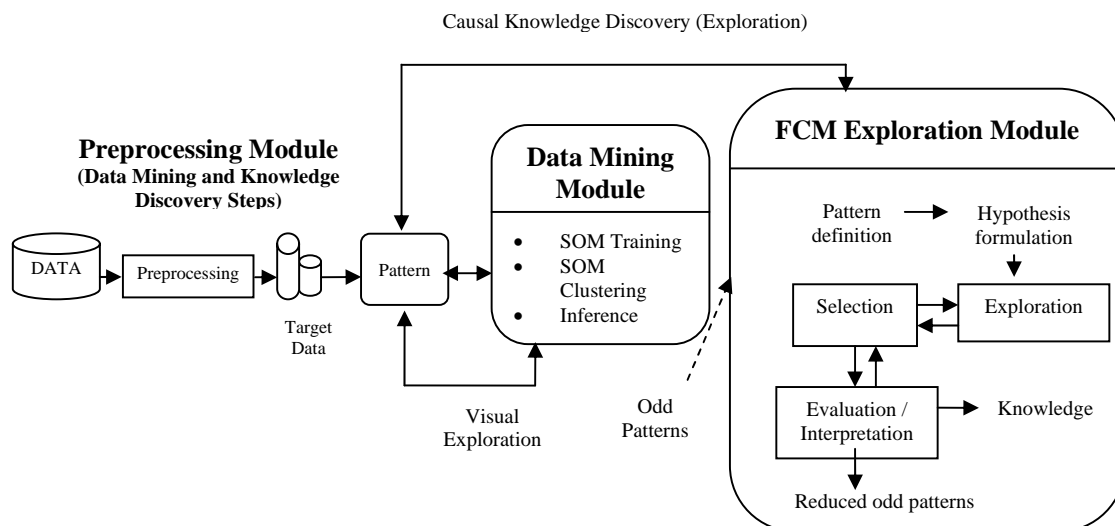 Causal Knowledge Discovery (Exploration)
Preprocessing Module
(Data Mining and Knowledge
Discovery Steps)
DATA
Preprocessing
Target
Data
Pattern
Data Mining
Module
• SOM Training
• SOM
Clustering
• Inference
Visual
Exploration
Odd
Patterns
FCM Exploration Module
Pattern
definition
Hypothesis
formulation
Selection
Exploration
Evaluation /
Interpretation
Knowledge
Reduced odd patterns